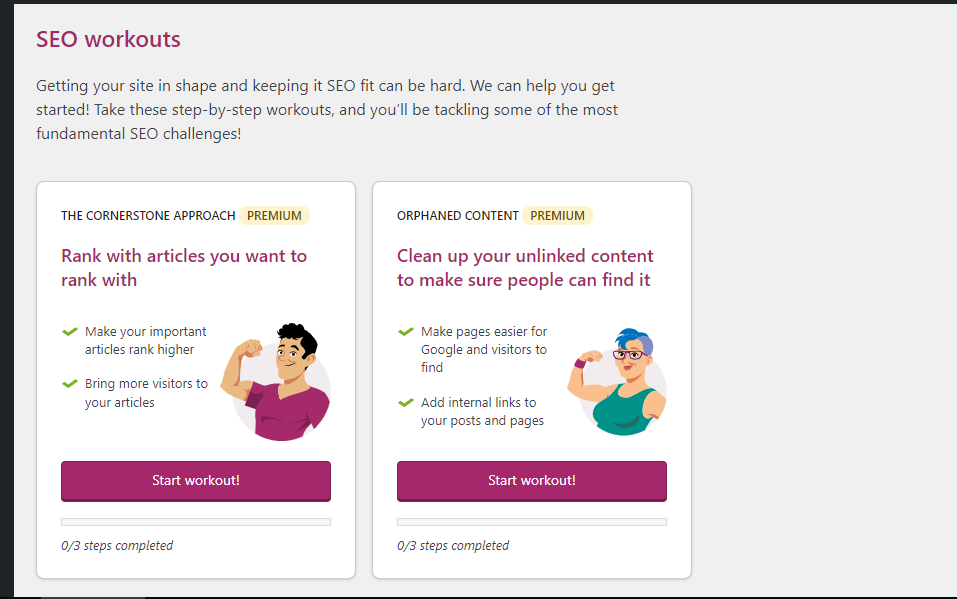 SEO workouts
Getting your site in shape and keeping it SEO fit can be hard. We can help you get
started! Take these step-by-step workouts, and you’ll be tackling some of the most
fundamental SEO challenges!
THE CORNERSTONE APPROACH PREMIUM
Rank with articles you want to
rank with
Make your important
articles rank higher
Bring more visitors to
your articles
Start workout!
0/3 steps completed
ORPHANED CONTENT PREMIUM
Clean up your unlinked content
to make sure people can find it
Make pages easier for
Google and visitors to
find
Add internal links to
your posts and pages
Start workout!
0/3 steps completed